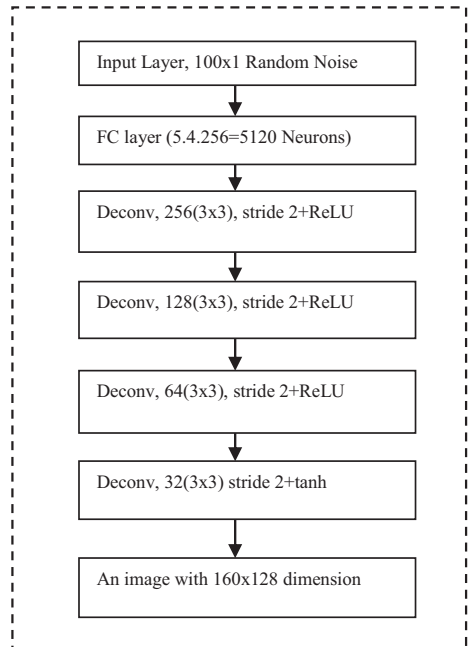 Input Layer, 100x1 Random Noise
FC layer (5.4.256=5120 Neurons)
Deconv, 256(3x3), stride 2+ReLU
Deconv, 128(3x3), stride 2+ReLU
Deconv, 64(3x3), stride 2+ReLU
Deconv, 32(3x3) stride 2+tanh
An image with 160x128 dimension